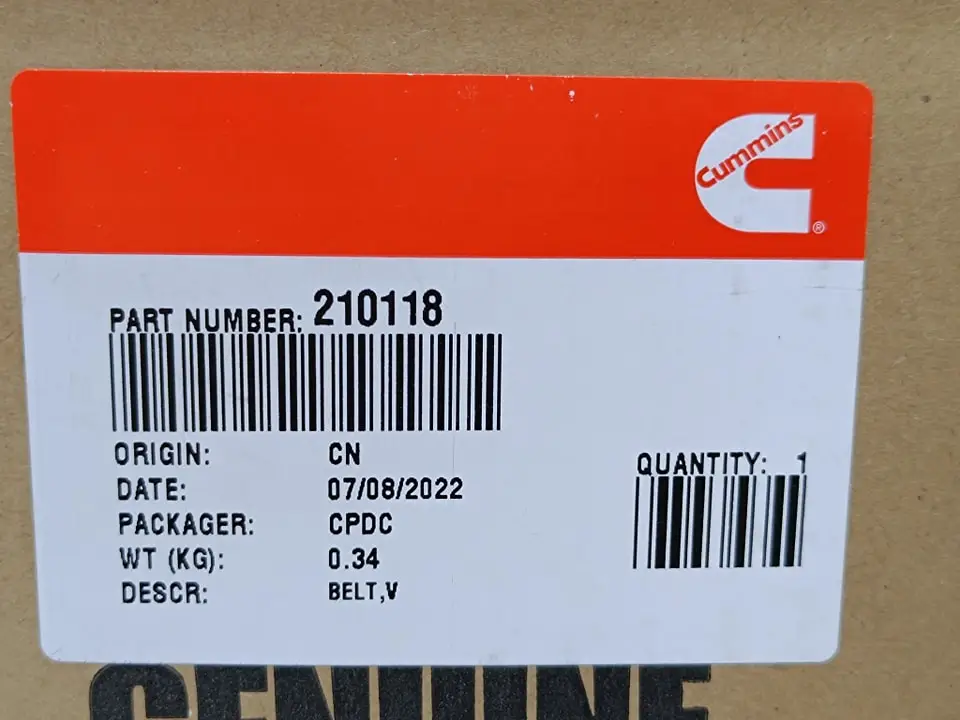 Cummins
®
PART NUMBER: 210118
ORIGIN: CN
DATE: 07/08/2022
PACKAGER: CPDC
WT (KG): 0.34
DESCR: BELT,V
QUANTITY: 1
GENUINE